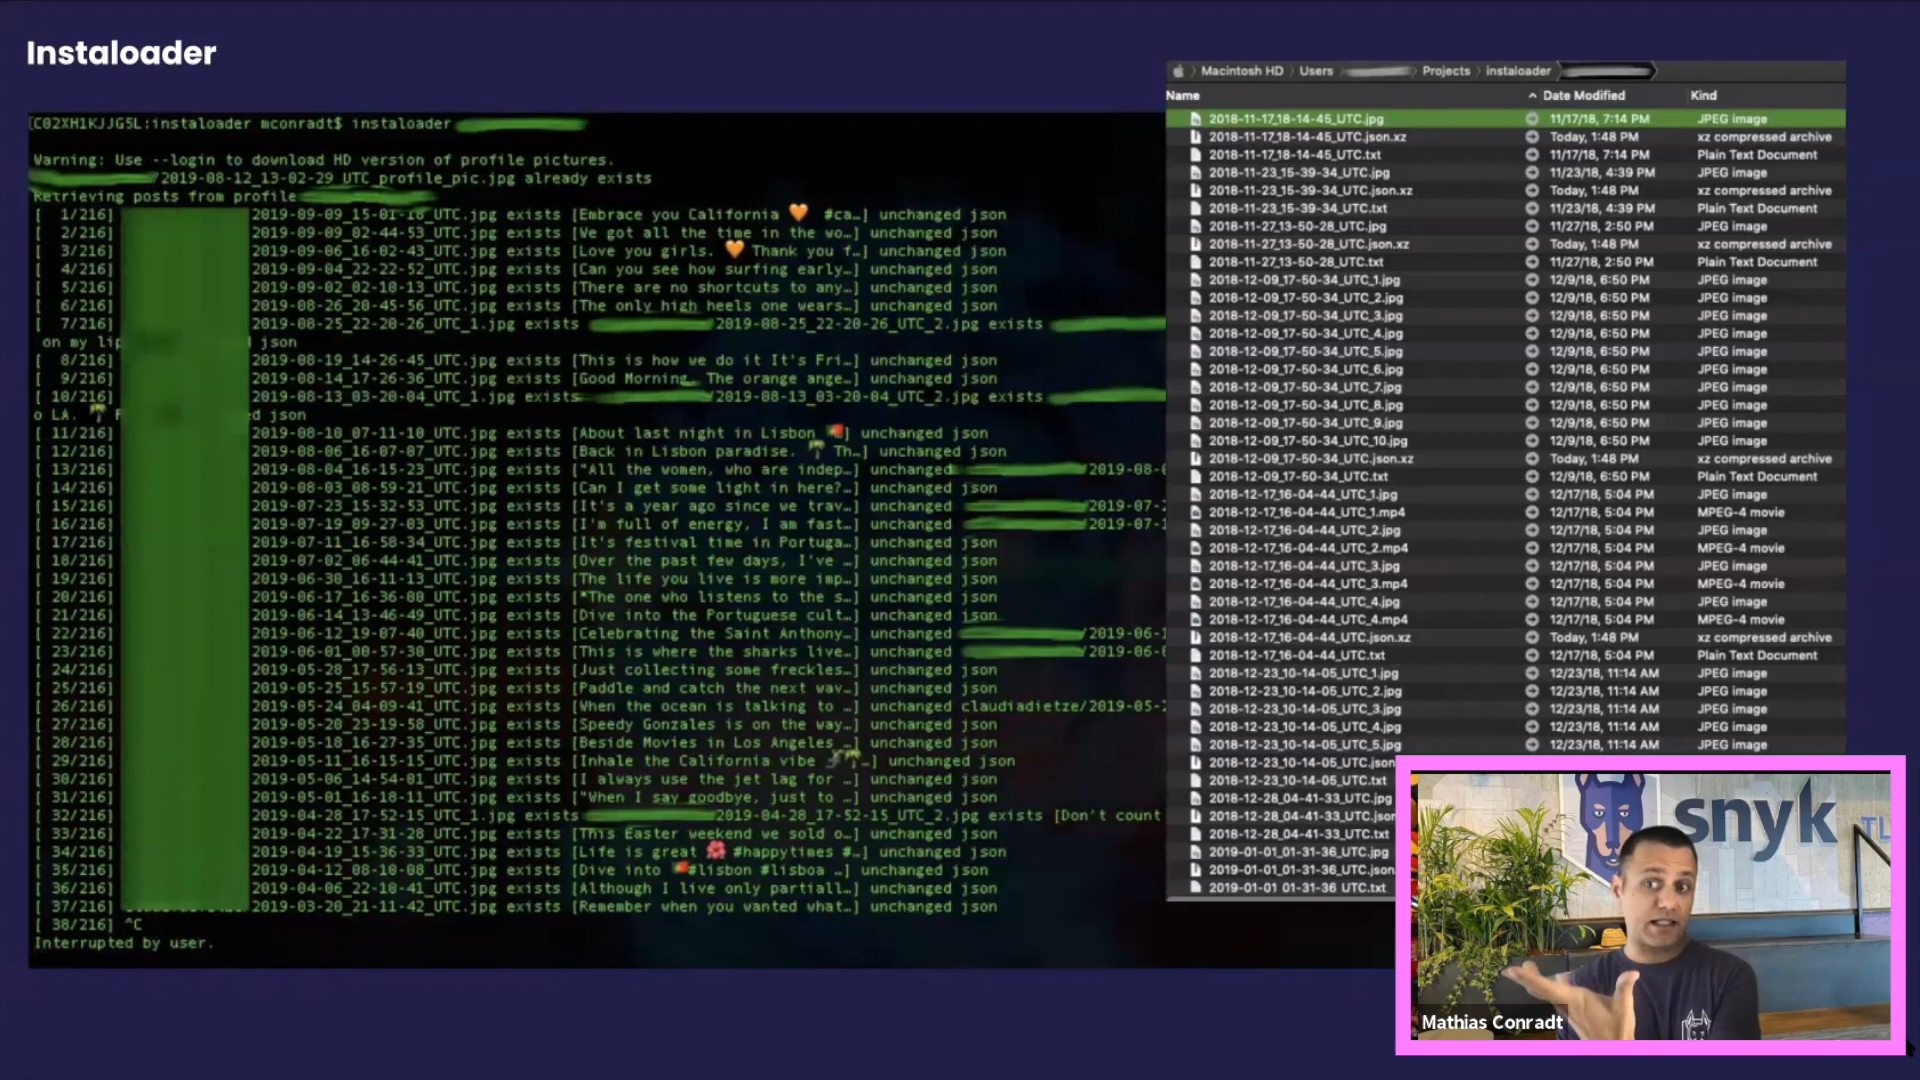 Instaloader
[C02XH1KJJG5L:instaloader mconradt$ instaloader
Warning: Use --login to download HD version of profile pictures.
/2019-08-12_13-02-29_UTC_profile_pic.jpg already exists
Retrieving posts from profile
[ 1/216] 2019-09-09_15-01-16_UTC.jpg exists [Embrace you California 🧡 #ca…] unchanged json
[ 2/216] 2019-09-09_02-44-53_UTC.jpg exists [We got all the time in the wo…] unchanged json
[ 3/216] 2019-09-06_16-02-43_UTC.jpg exists [Love you girls. 🧡 Thank you f…] unchanged json
[ 4/216] 2019-09-04_22-22-52_UTC.jpg exists [Can you see how surfing early…] unchanged json
[ 5/216] 2019-09-02_02-10-13_UTC.jpg exists [There are no shortcuts to any…] unchanged json
[ 6/216] 2019-08-26_20-45-56_UTC.jpg exists [The only high heels one wears…] unchanged json
[ 7/216] 2019-08-25_22-20-26_UTC_1.jpg exists 2019-08-25_22-20-26_UTC_2.jpg exists
on my lip json
[ 8/216] 2019-08-19_14-26-45_UTC.jpg exists [This is how we do it It's Fri…] unchanged json
[ 9/216] 2019-08-14_17-26-36_UTC.jpg exists [Good Morning. The orange ange…] unchanged json
[ 10/216] 2019-08-13_03-20-04_UTC_1.jpg exists /2019-08-13_03-20-04_UTC_2.jpg exists
o LA. 🌴 F ed json
[ 11/216] 2019-08-10_07-11-10_UTC.jpg exists [About last night in Lisbon 🇵🇹] unchanged json
[ 12/216] 2019-08-06_16-07-07_UTC.jpg exists [Back in Lisbon paradise. 🌴 Th…] unchanged json
[ 13/216] 2019-08-04_16-15-23_UTC.jpg exists ["All the women, who are indep…] unchanged /2019-08-0
[ 14/216] 2019-08-03_08-59-21_UTC.jpg exists [Can I get some light in here?…] unchanged json
[ 15/216] 2019-07-23_15-32-53_UTC.jpg exists [It's a year ago since we trav…] unchanged /2019-07-2
[ 16/216] 2019-07-19_09-27-03_UTC.jpg exists [I'm full of energy, I am fast…] unchanged /2019-07-1
[ 17/216] 2019-07-11_16-58-34_UTC.jpg exists [It's festival time in Portuga…] unchanged json
[ 18/216] 2019-07-02_06-44-41_UTC.jpg exists [Over the past few days, I've …] unchanged json
[ 19/216] 2019-06-30_16-11-13_UTC.jpg exists [The life you live is more imp…] unchanged json
[ 20/216] 2019-06-17_16-36-00_UTC.jpg exists ["The one who listens to the s…] unchanged json
[ 21/216] 2019-06-14_13-46-49_UTC.jpg exists [Dive into the Portuguese cult…] unchanged json
[ 22/216] 2019-06-12_19-07-40_UTC.jpg exists [Celebrating the Saint Anthony…] unchanged /2019-06-1
[ 23/216] 2019-06-01_00-57-30_UTC.jpg exists [This is where the sharks live…] unchanged /2019-06-0
[ 24/216] 2019-05-28_17-56-13_UTC.jpg exists [Just collecting some freckles…] unchanged json
[ 25/216] 2019-05-25_15-57-19_UTC.jpg exists [Paddle and catch the next wav…] unchanged json
[ 26/216] 2019-05-24_04-09-41_UTC.jpg exists [When the ocean is talking to …] unchanged claudiadietze/2019-05-2
[ 27/216] 2019-05-20_23-19-58_UTC.jpg exists [Speedy Gonzales is on the way…] unchanged json
[ 28/216] 2019-05-18_16-27-35_UTC.jpg exists [Beside Movies in Los Angeles …] unchanged json
[ 29/216] 2019-05-11_16-15-15_UTC.jpg exists [Inhale the California vibe 🌴…] unchanged json
[ 30/216] 2019-05-06_14-54-01_UTC.jpg exists [I always use the jet lag for …] unchanged json
[ 31/216] 2019-05-01_16-18-11_UTC.jpg exists ["When I say goodbye, just to …] unchanged json
[ 32/216] 2019-04-28_17-52-15_UTC_1.jpg exists 2019-04-28_17-52-15_UTC_2.jpg exists [Don't count
[ 33/216] 2019-04-22_17-31-28_UTC.jpg exists [This Easter weekend we sold o…] unchanged json
[ 34/216] 2019-04-19_15-36-33_UTC.jpg exists [Life is great 🌸 #happytimes #…] unchanged json
[ 35/216] 2019-04-12_08-10-08_UTC.jpg exists [Dive into 🇵🇹#lisbon #lisboa …] unchanged json
[ 36/216] 2019-04-06_22-10-41_UTC.jpg exists [Although I live only partiall…] unchanged json
[ 37/216] 2019-03-20_21-11-42_UTC.jpg exists [Remember when you wanted what…] unchanged json
[ 38/216] ^C
Interrupted by user.
Macintosh HD Users Projects instaloader
Name Date Modified Kind
2018-11-17_18-14-45_UTC.jpg 11/17/18, 7:14 PM JPEG image
2018-11-17_18-14-45_UTC.json.xz Today, 1:48 PM xz compressed archive
2018-11-17_18-14-45_UTC.txt 11/17/18, 7:14 PM Plain Text Document
2018-11-23_15-39-34_UTC.jpg 11/23/18, 4:39 PM JPEG image
2018-11-23_15-39-34_UTC.json.xz Today, 1:48 PM xz compressed archive
2018-11-23_15-39-34_UTC.txt 11/23/18, 4:39 PM Plain Text Document
2018-11-27_13-50-28_UTC.jpg 11/27/18, 2:50 PM JPEG image
2018-11-27_13-50-28_UTC.json.xz Today, 1:48 PM xz compressed archive
2018-11-27_13-50-28_UTC.txt 11/27/18, 2:50 PM Plain Text Document
2018-12-09_17-50-34_UTC_1.jpg 12/9/18, 6:50 PM JPEG image
2018-12-09_17-50-34_UTC_2.jpg 12/9/18, 6:50 PM JPEG image
2018-12-09_17-50-34_UTC_3.jpg 12/9/18, 6:50 PM JPEG image
2018-12-09_17-50-34_UTC_4.jpg 12/9/18, 6:50 PM JPEG image
2018-12-09_17-50-34_UTC_5.jpg 12/9/18, 6:50 PM JPEG image
2018-12-09_17-50-34_UTC_6.jpg 12/9/18, 6:50 PM JPEG image
2018-12-09_17-50-34_UTC_7.jpg 12/9/18, 6:50 PM JPEG image
2018-12-09_17-50-34_UTC_8.jpg 12/9/18, 6:50 PM JPEG image
2018-12-09_17-50-34_UTC_9.jpg 12/9/18, 6:50 PM JPEG image
2018-12-09_17-50-34_UTC_10.jpg 12/9/18, 6:50 PM JPEG image
2018-12-09_17-50-34_UTC.json.xz Today, 1:48 PM xz compressed archive
2018-12-09_17-50-34_UTC.txt 12/9/18, 6:50 PM Plain Text Document
2018-12-17_16-04-44_UTC_1.jpg 12/17/18, 5:04 PM JPEG image
2018-12-17_16-04-44_UTC_1.mp4 12/17/18, 5:04 PM MPEG-4 movie
2018-12-17_16-04-44_UTC_2.jpg 12/17/18, 5:04 PM JPEG image
2018-12-17_16-04-44_UTC_2.mp4 12/17/18, 5:04 PM MPEG-4 movie
2018-12-17_16-04-44_UTC_3.jpg 12/17/18, 5:04 PM JPEG image
2018-12-17_16-04-44_UTC_3.mp4 12/17/18, 5:04 PM MPEG-4 movie
2018-12-17_16-04-44_UTC_4.jpg 12/17/18, 5:04 PM JPEG image
2018-12-17_16-04-44_UTC_4.mp4 12/17/18, 5:04 PM MPEG-4 movie
2018-12-17_16-04-44_UTC.json.xz Today, 1:48 PM xz compressed archive
2018-12-17_16-04-44_UTC.txt 12/17/18, 5:04 PM Plain Text Document
2018-12-23_10-14-05_UTC_1.jpg 12/23/18, 11:14 AM JPEG image
2018-12-23_10-14-05_UTC_2.jpg 12/23/18, 11:14 AM JPEG image
2018-12-23_10-14-05_UTC_3.jpg 12/23/18, 11:14 AM JPEG image
2018-12-23_10-14-05_UTC_4.jpg 12/23/18, 11:14 AM JPEG image
2018-12-23_10-14-05_UTC_5.jpg 12/23/18, 11:14 AM JPEG image
2018-12-23_10-14-05_UTC.json
2018-12-23_10-14-05_UTC.txt
2018-12-28_04-41-33_UTC.jpg
2018-12-28_04-41-33_UTC.json
2018-12-28_04-41-33_UTC.txt
2019-01-01_01-31-36_UTC.jpg
2019-01-01_01-31-36_UTC.json
2019-01-01 01-31-36 UTC.txt
snyk
TL
Mathias Conradt